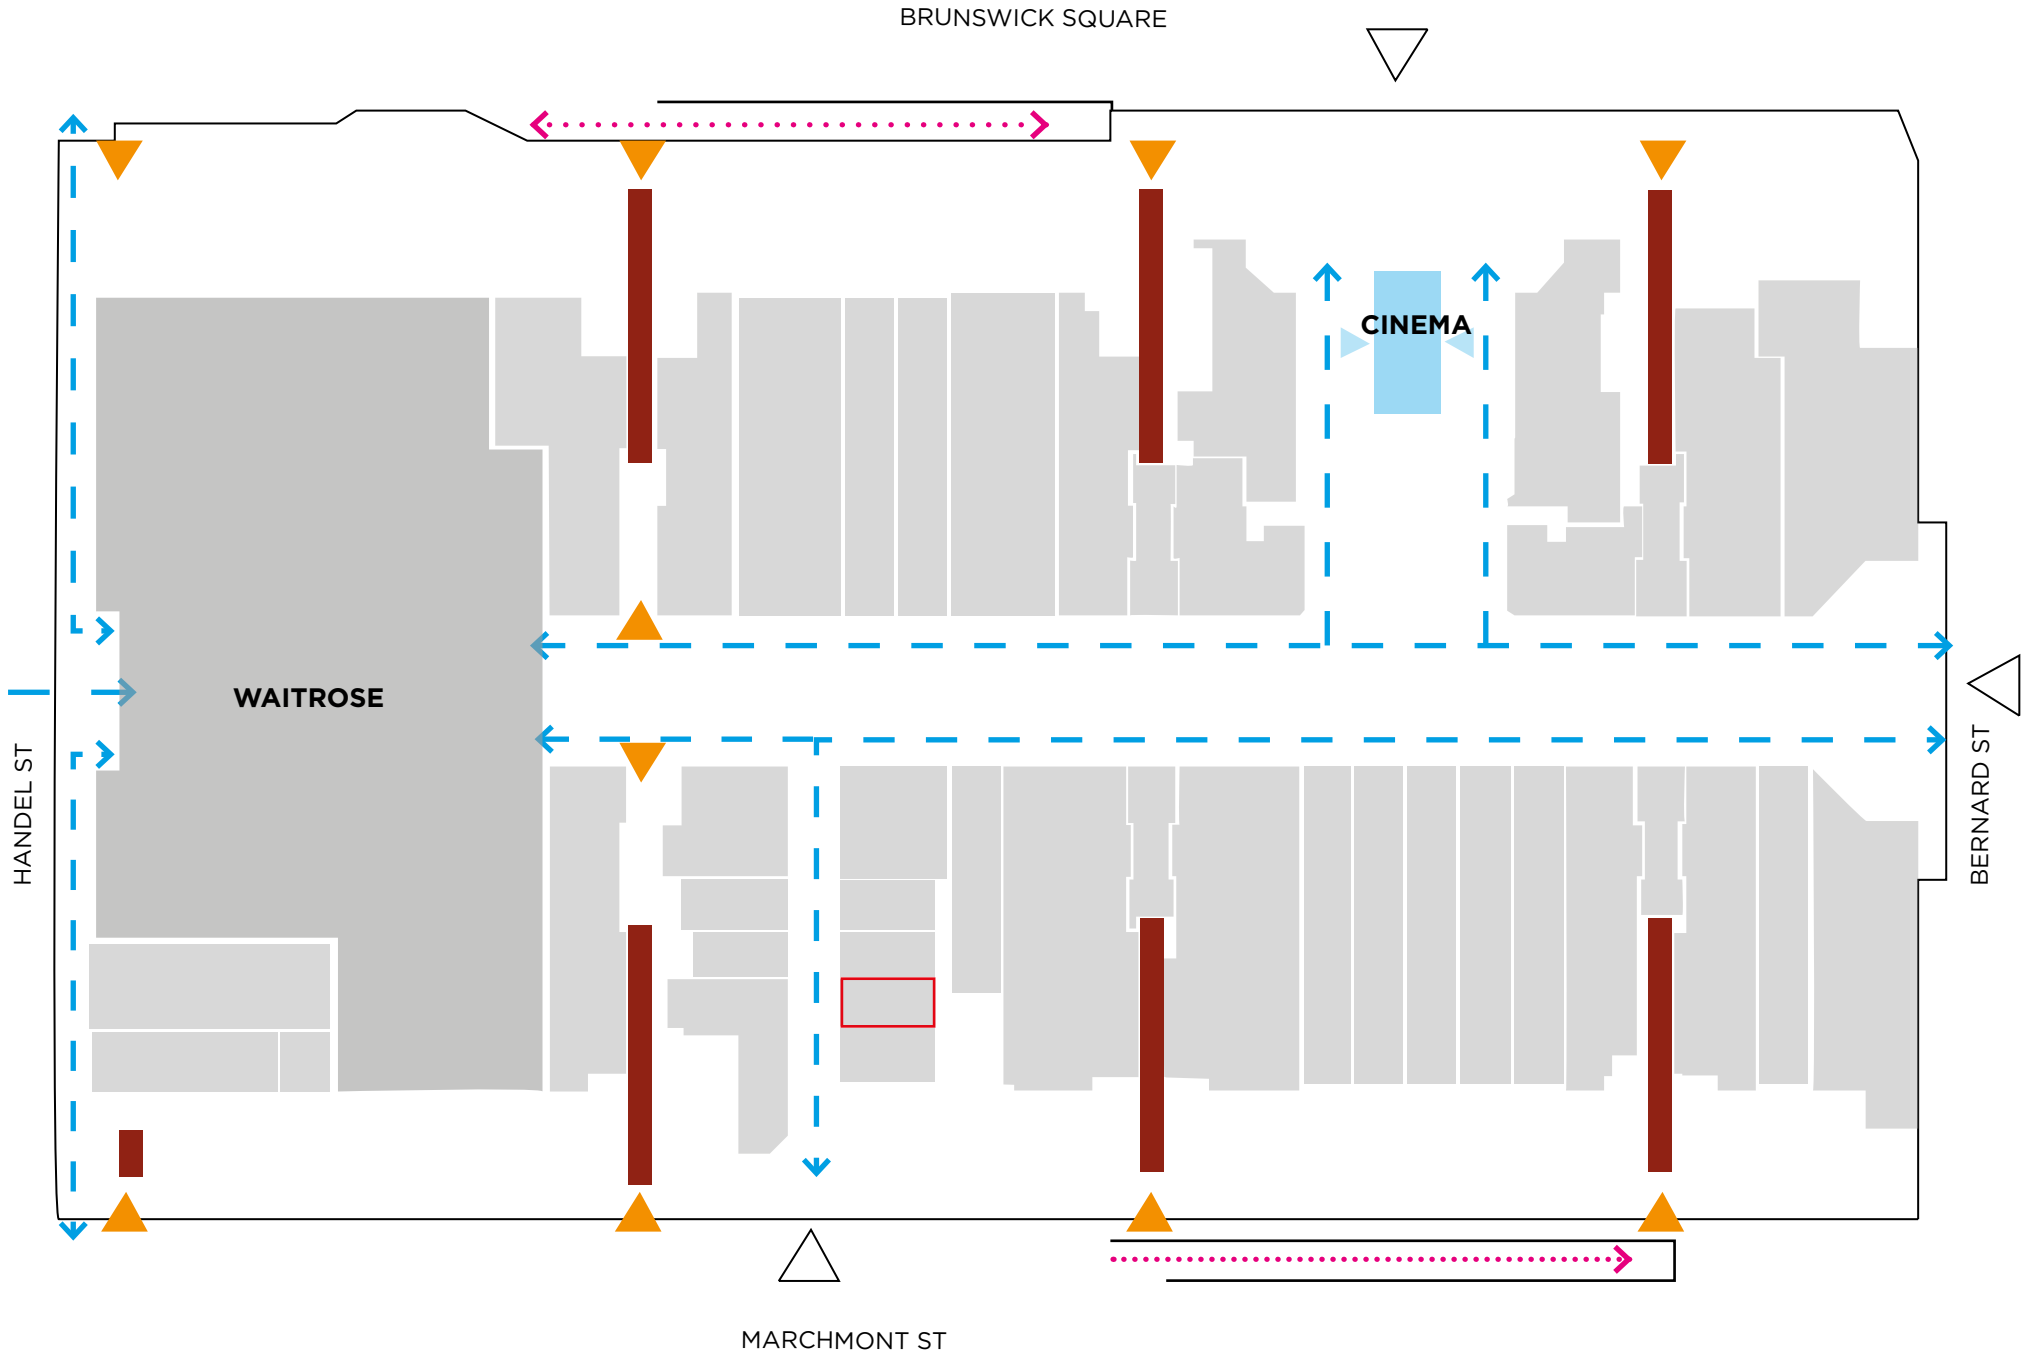 BRUNSWICK SQUARE
CINEMA
WAITROSE
HANDEL ST
BERNARD ST
MARCHMONT ST